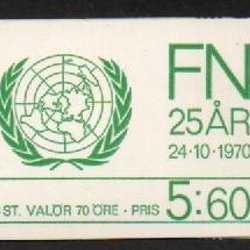 FN
25 ÅR
24·10·1970
ST. VALÖR 70 ÖRE · PRIS 5:60